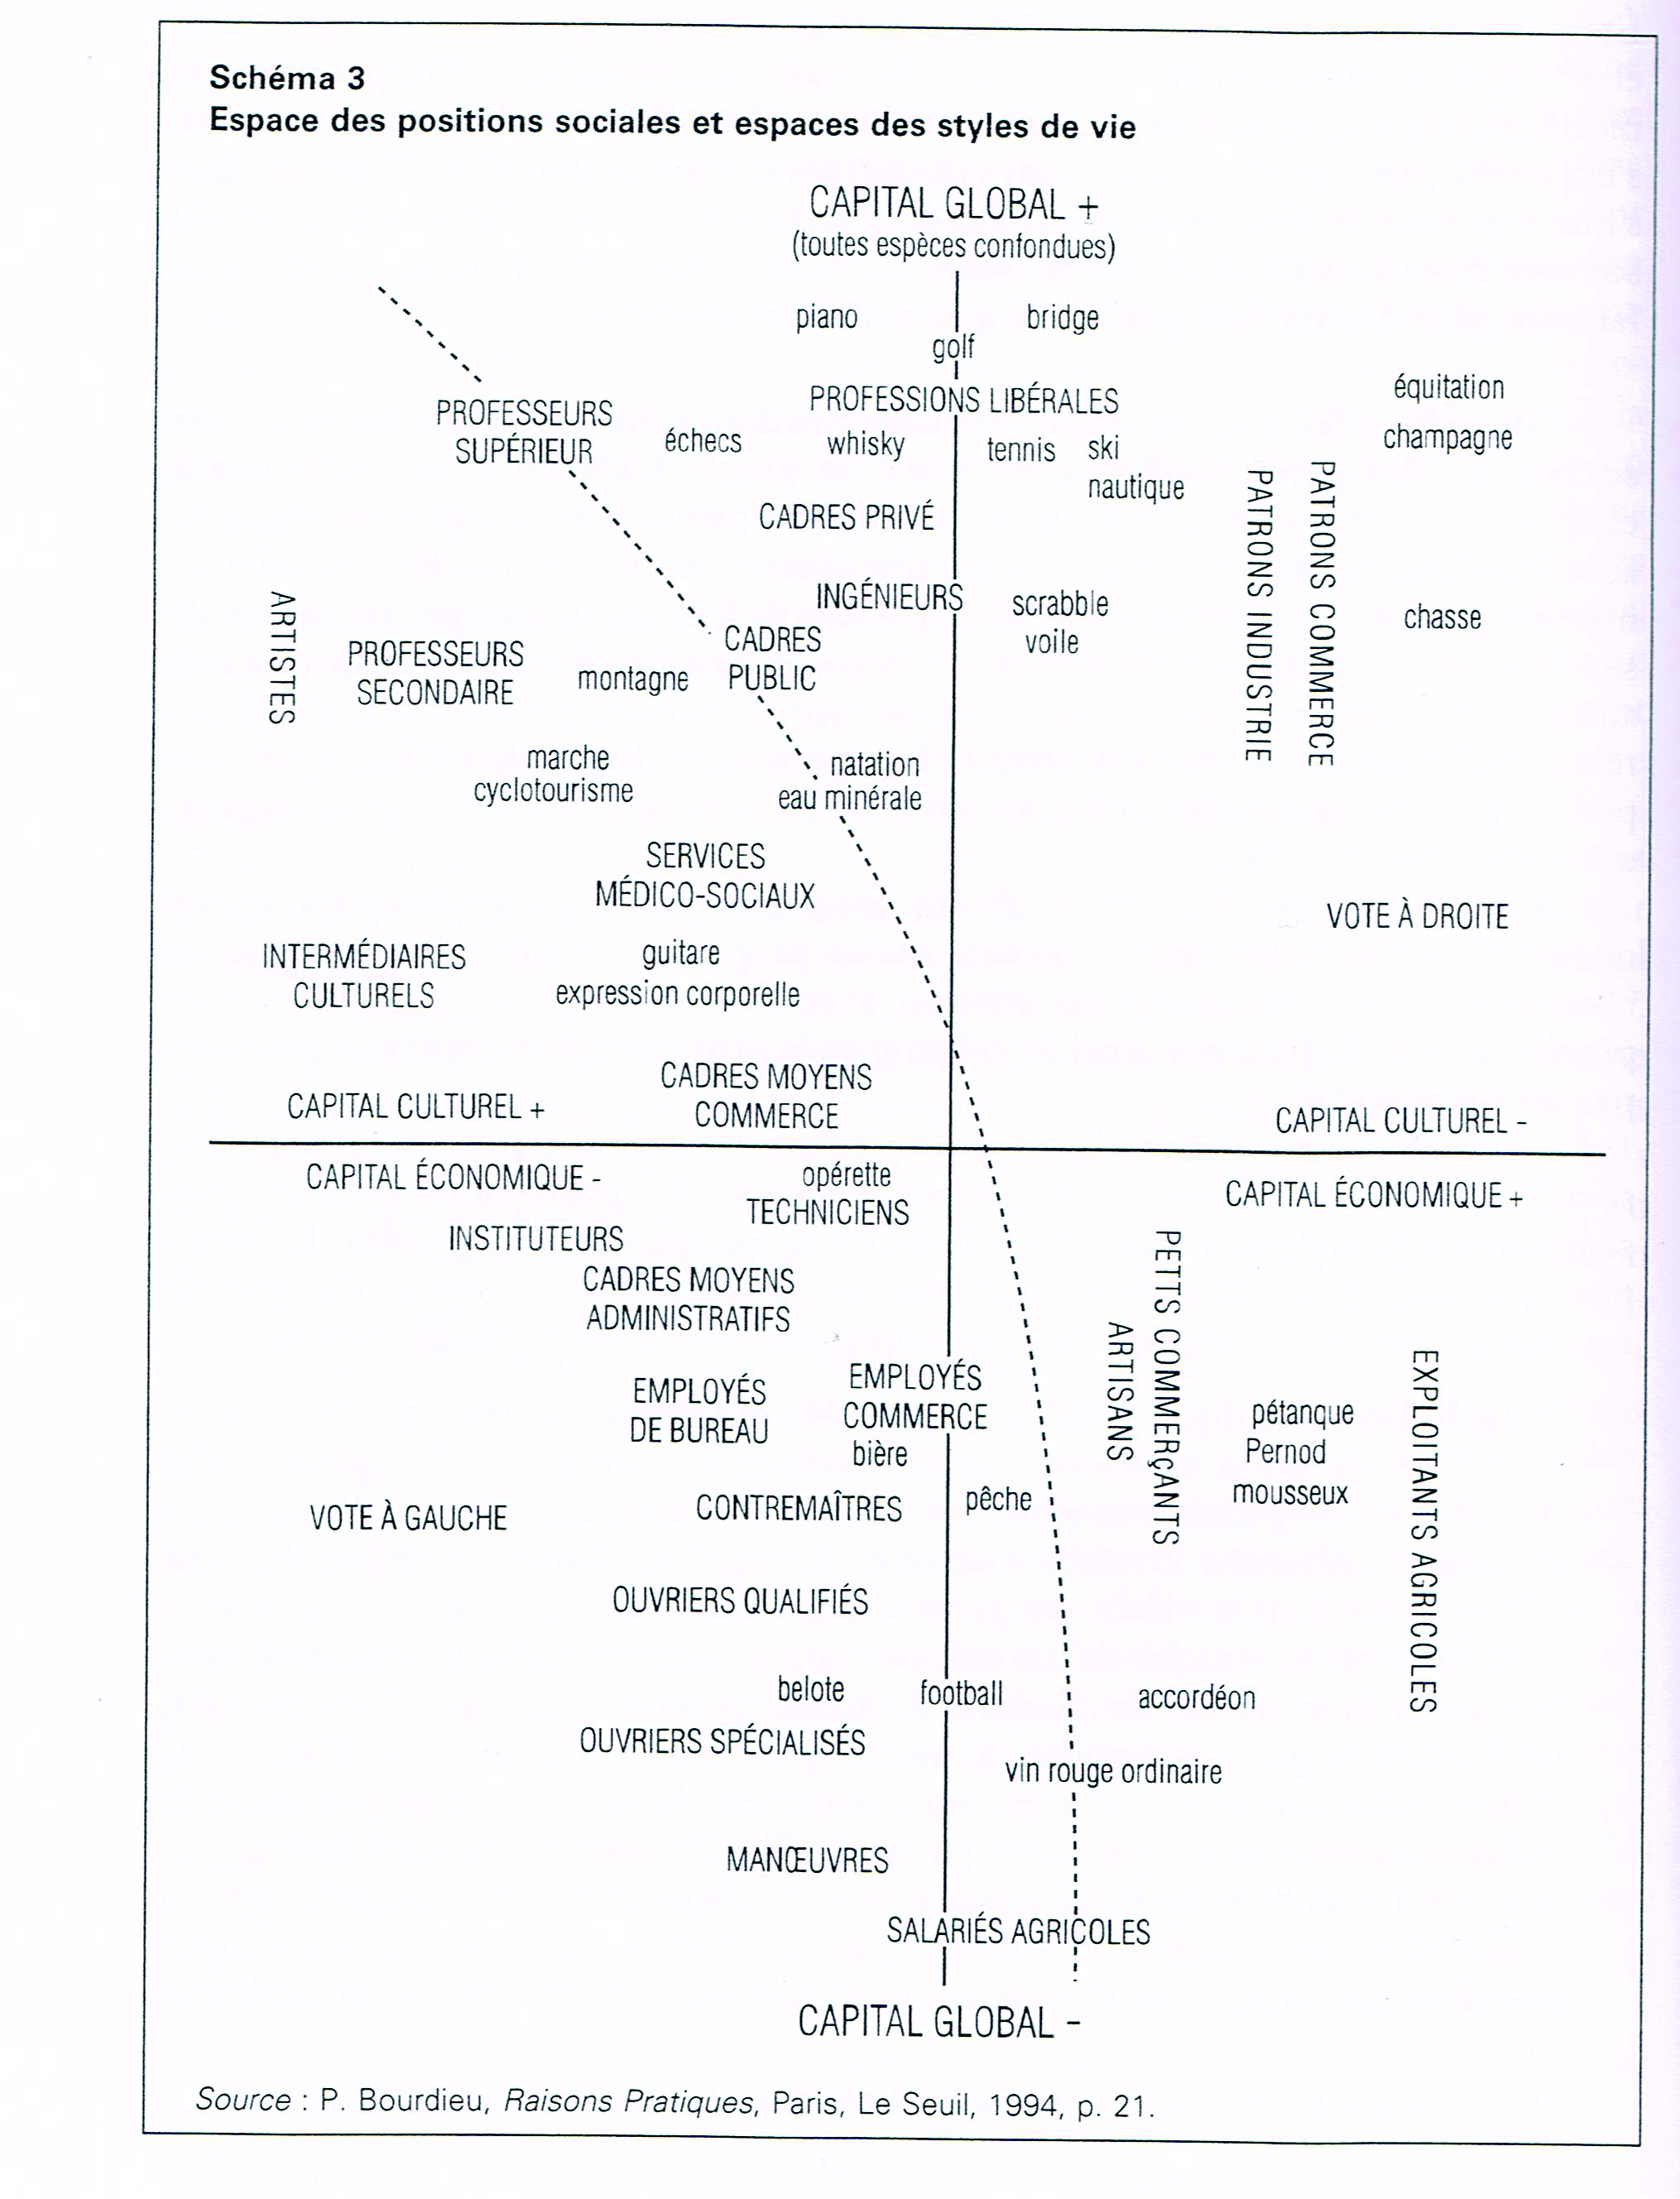 Schéma 3
Espace des positions sociales et espaces des styles de vie
CAPITAL GLOBAL +
(toutes espèces confondues)
piano
bridge
golf
PROFESSIONS LIBÉRALES
équitation
PROFESSEURS
SUPÉRIEUR
échecs
whisky
tennis
ski
nautique
champagne
CADRES PRIVÉ
PATRONS INDUSTRIE
PATRONS COMMERCE
INGÉNIEURS
scrabble
voile
chasse
ARTISTES
PROFESSEURS
SECONDAIRE
montagne
CADRES
PUBLIC
marche
cyclotourisme
natation
eau minérale
SERVICES
MÉDICO-SOCIAUX
VOTE À DROITE
INTERMÉDIAIRES
CULTURELS
guitare
expression corporelle
CADRES MOYENS
COMMERCE
CAPITAL CULTUREL +
CAPITAL CULTUREL -
CAPITAL ÉCONOMIQUE -
opérette
TECHNICIENS
CAPITAL ÉCONOMIQUE +
INSTITUTEURS
CADRES MOYENS
ADMINISTRATIFS
ARTISANS
PETTS COMMERçANTS
EMPLOYÉS
DE BUREAU
EMPLOYÉS
COMMERCE
bière
pétanque
Pernod
mousseux
EXPLOITANTS AGRICOLES
VOTE À GAUCHE
CONTREMAÎTRES
pêche
OUVRIERS QUALIFIÉS
belote
football
accordéon
OUVRIERS SPÉCIALISÉS
vin rouge ordinaire
MANŒUVRES
SALARIÉS AGRICOLES
CAPITAL GLOBAL -
Source : P. Bourdieu, Raisons Pratiques, Paris, Le Seuil, 1994, p. 21.